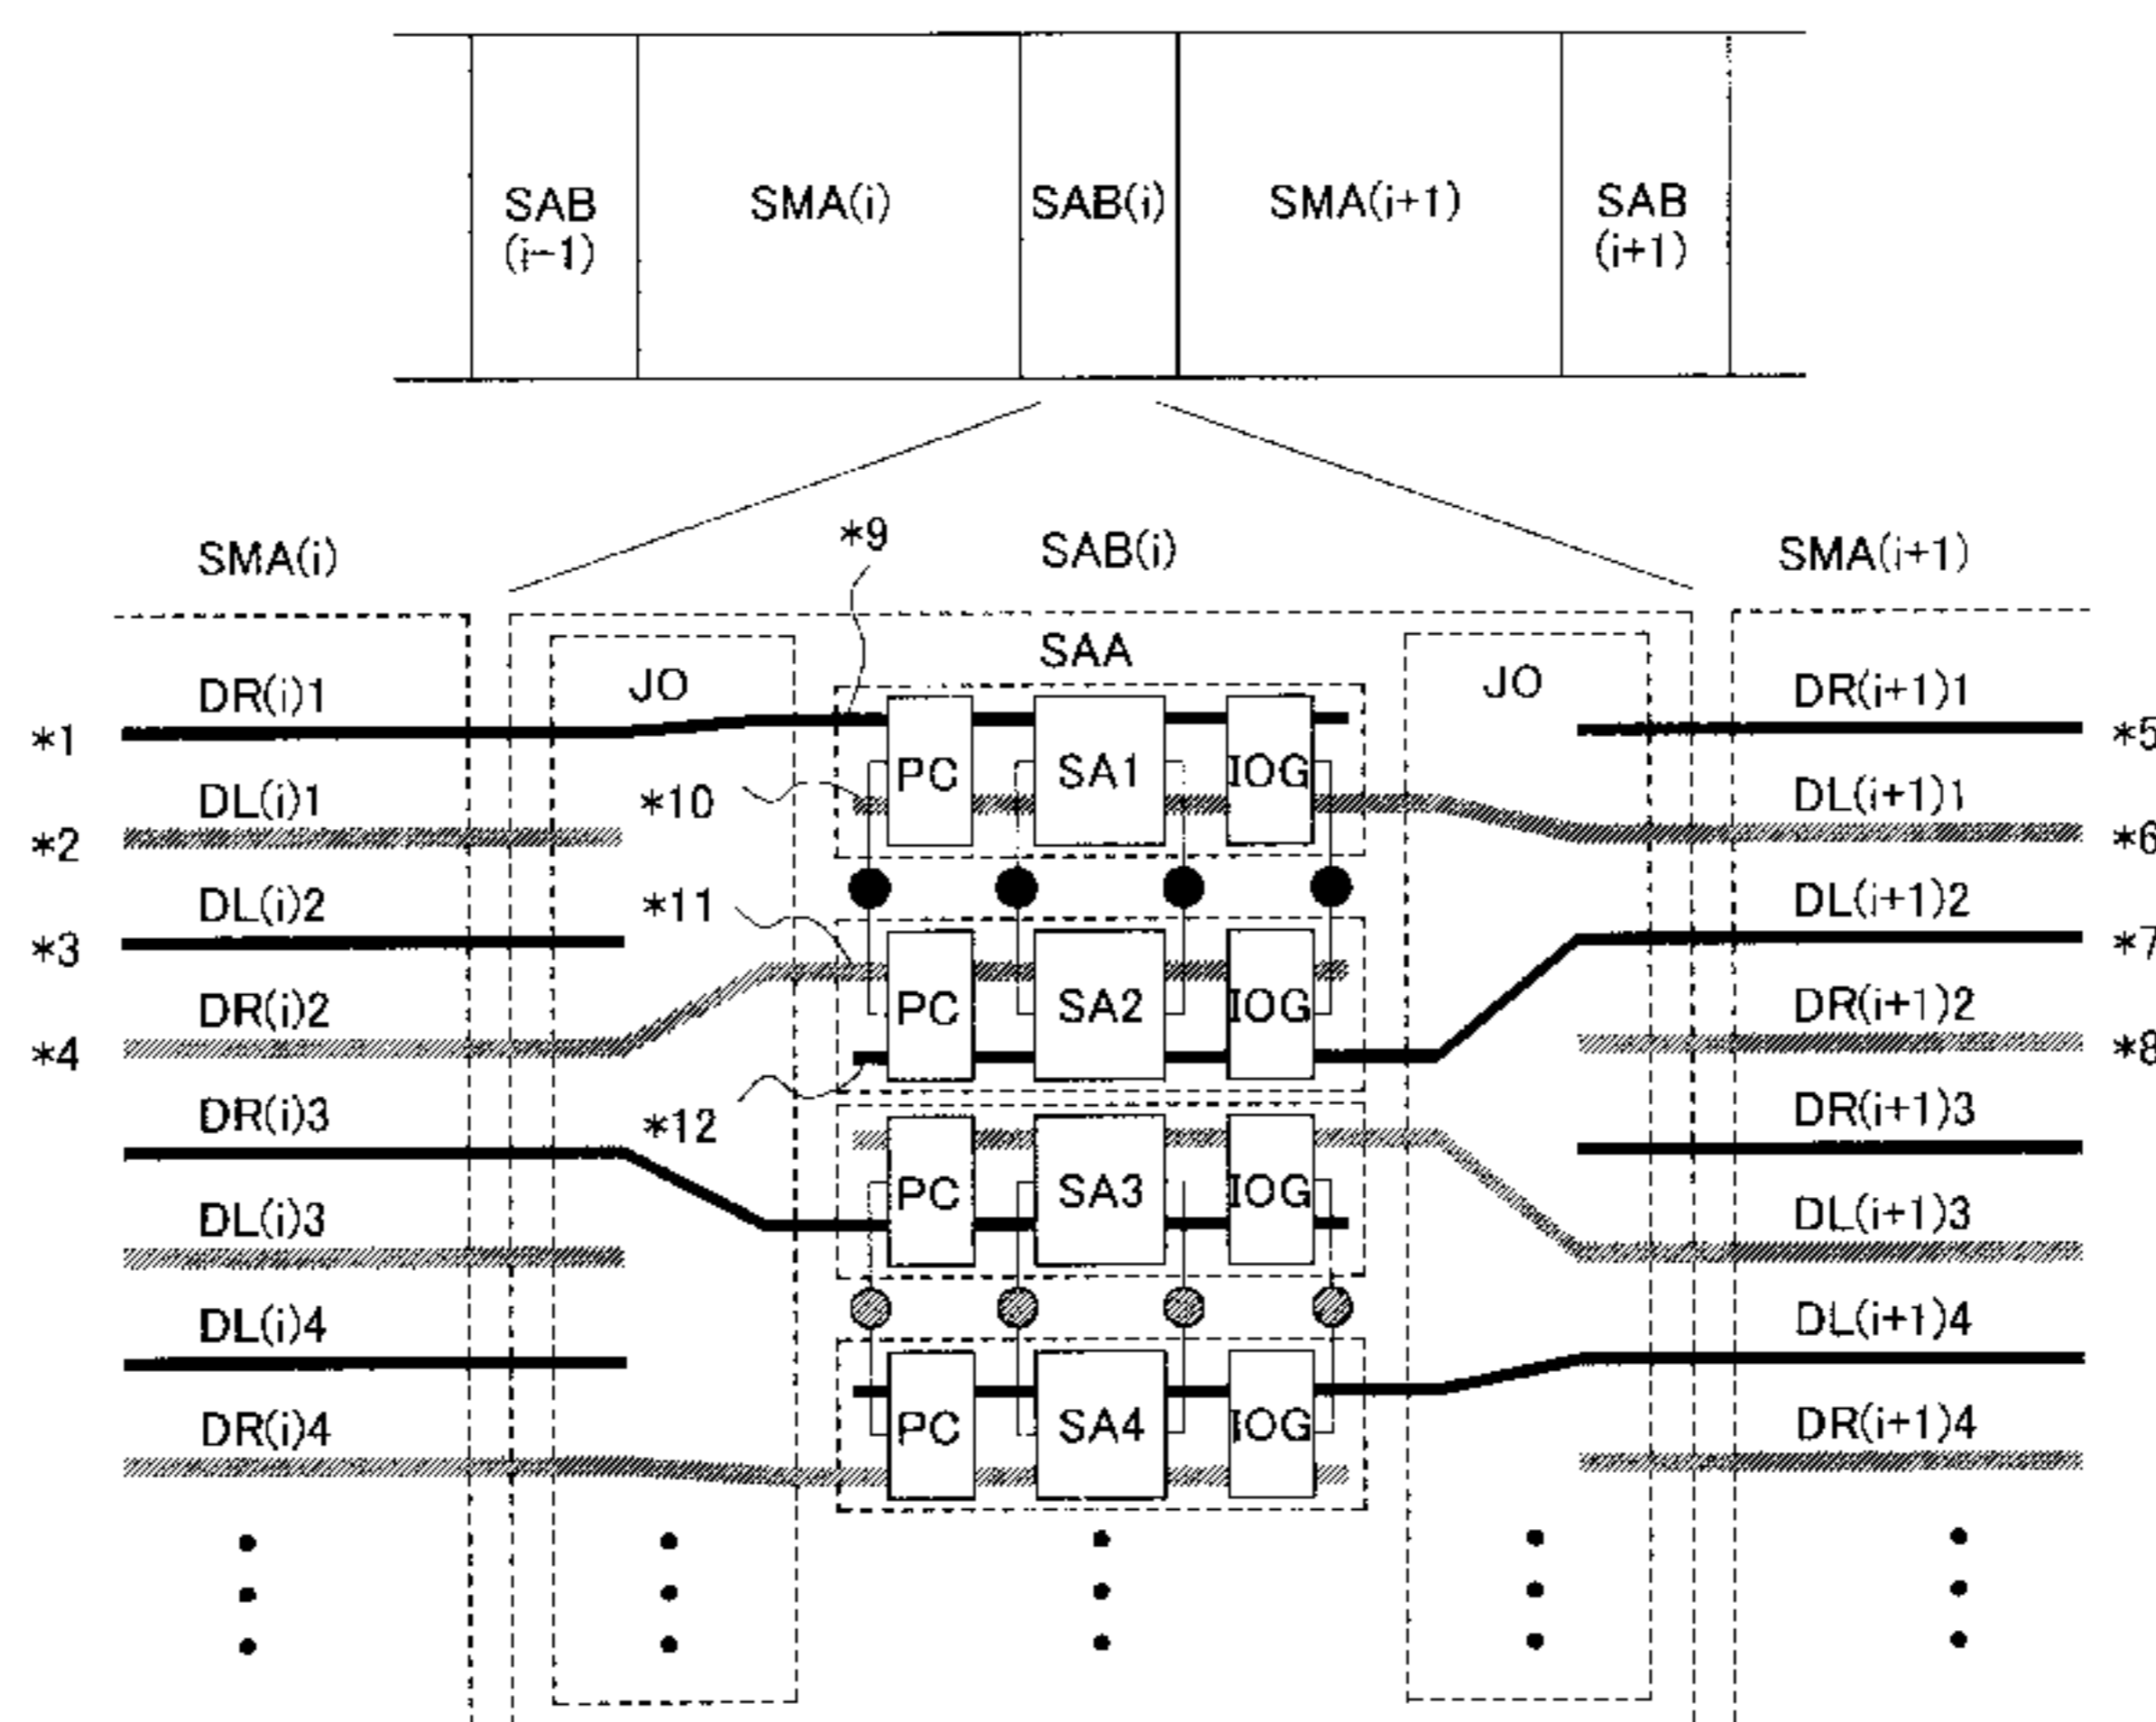 SAB
(i-1)
SMA(i)
SAB(i)
SMA(i+1)
SAB
(i+1)
SMA(i)
*9
SAB(i)
SMA(i+1)
SAA
JO
JO
DR(i)1
DR(i+1)1
*1
*5
PC
SA1
IOG
DL(i)1
*10
DL(i+1)1
*2
*6
DL(i)2
*11
DL(i+1)2
*3
*7
DR(i)2
PC
SA2
IOG
DR(i+1)2
*4
*8
DR(i)3
*12
DR(i+1)3
PC
SA3
IOG
DL(i)3
DL(i+1)3
DL(i)4
DL(i+1)4
DR(i)4
PC
SA4
IOG
DR(i+1)4